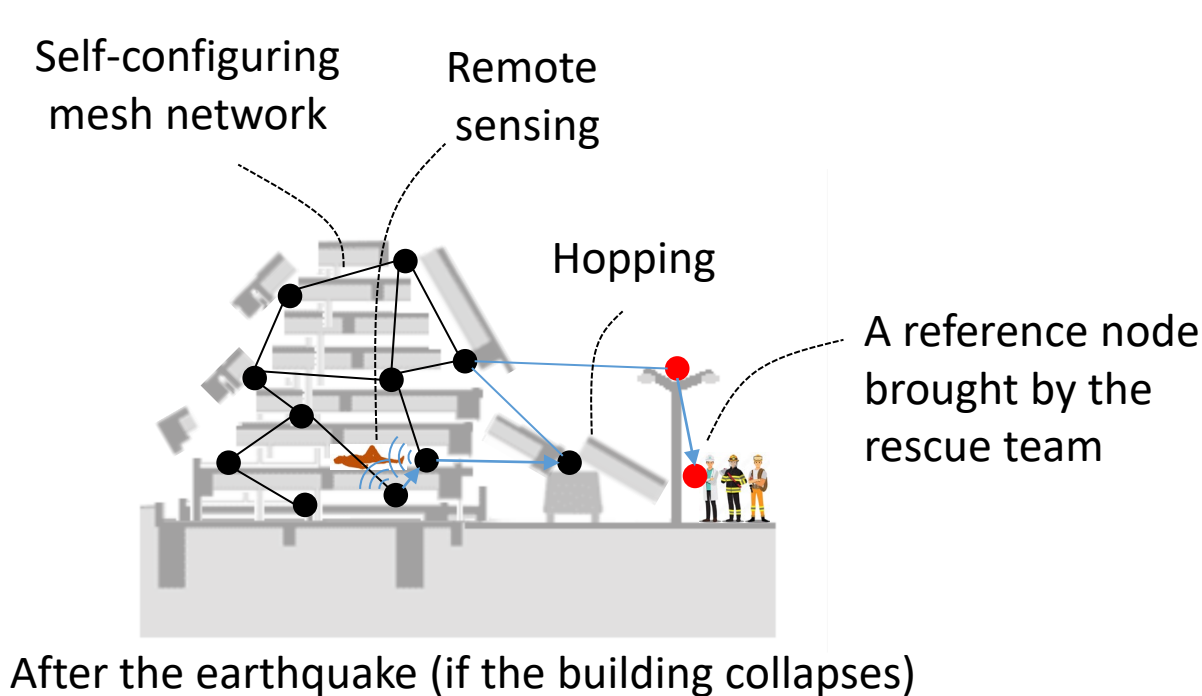 Self-configuring
mesh network
Remote
sensing
Hopping
A reference node
brought by the
rescue team
After the earthquake (if the building collapses)